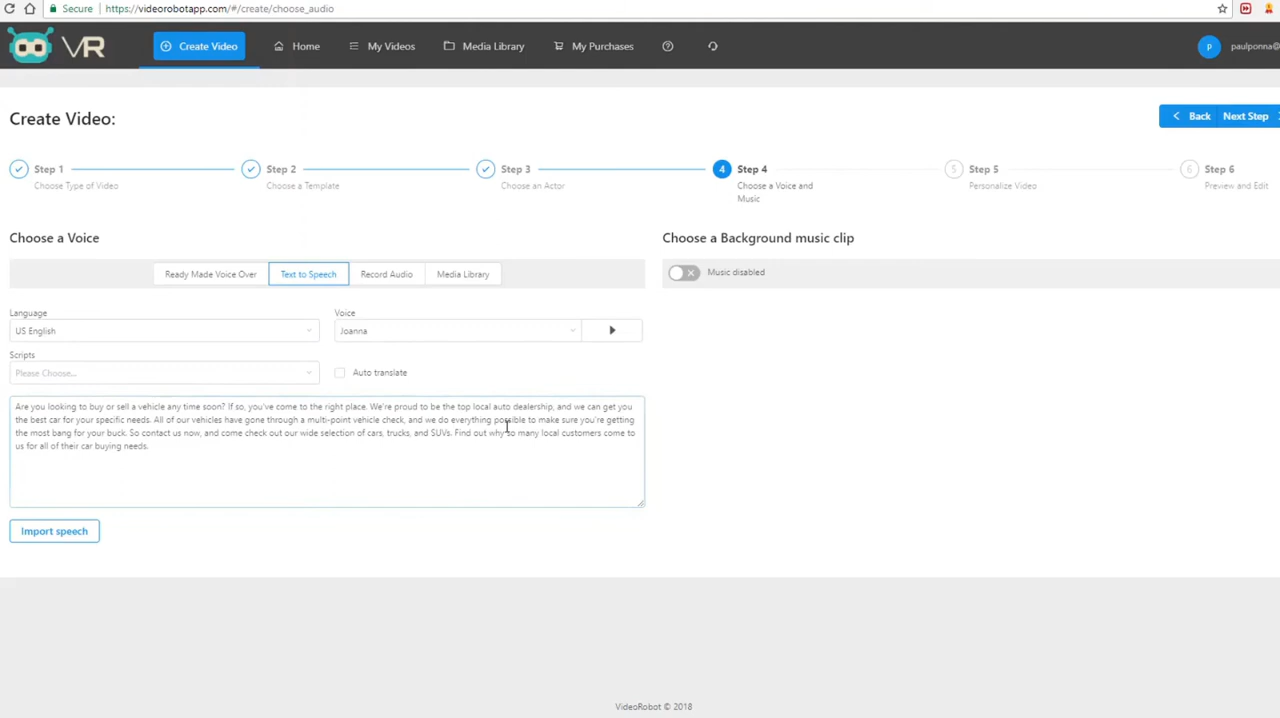 Secure
https://videorobotapp.com/#/create/choose_audio
VR
Create Video
Home
My Videos
Media Library
My Purchases
P
paulponna@
Create Video:
Back
Next Step
Step 1
Choose Type of Video
Step 2
Choose a Template
Step 3
Choose an Actor
4
Step 4
Choose a Voice and
Music
5
Step 5
Personalize Video
6
Step 6
Preview and Edit
Choose a Voice
Choose a Background music clip
Ready Made Voice Over
Text to Speech
Record Audio
Media Library
Music disabled
Language
Voice
US English
Joanna
Scripts
Please Choose...
Auto translate
Are you looking to buy or sell a vehicle any time soon? If so, you've come to the right place. We're proud to be the top local auto dealership, and we can get you
the best car for your specific needs. All of our vehicles have gone through a multi-point vehicle check, and we do everything possible to make sure you're getting
the most bang for your buck. So contact us now, and come check out our wide selection of cars, trucks, and SUVs. Find out why so many local customers come to
us for all of their car buying needs.
Import speech
VideoRobot © 2018